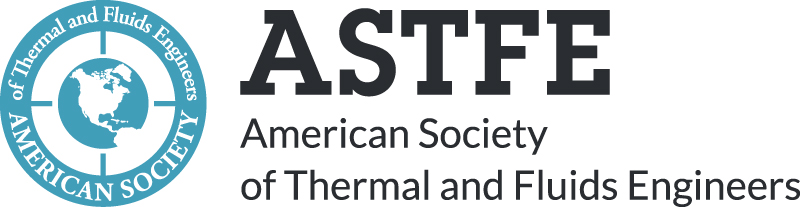 of Thermal and Fluids Engineers
AMERICAN SOCIETY
ASTFE
American Society
of Thermal and Fluids Engineers